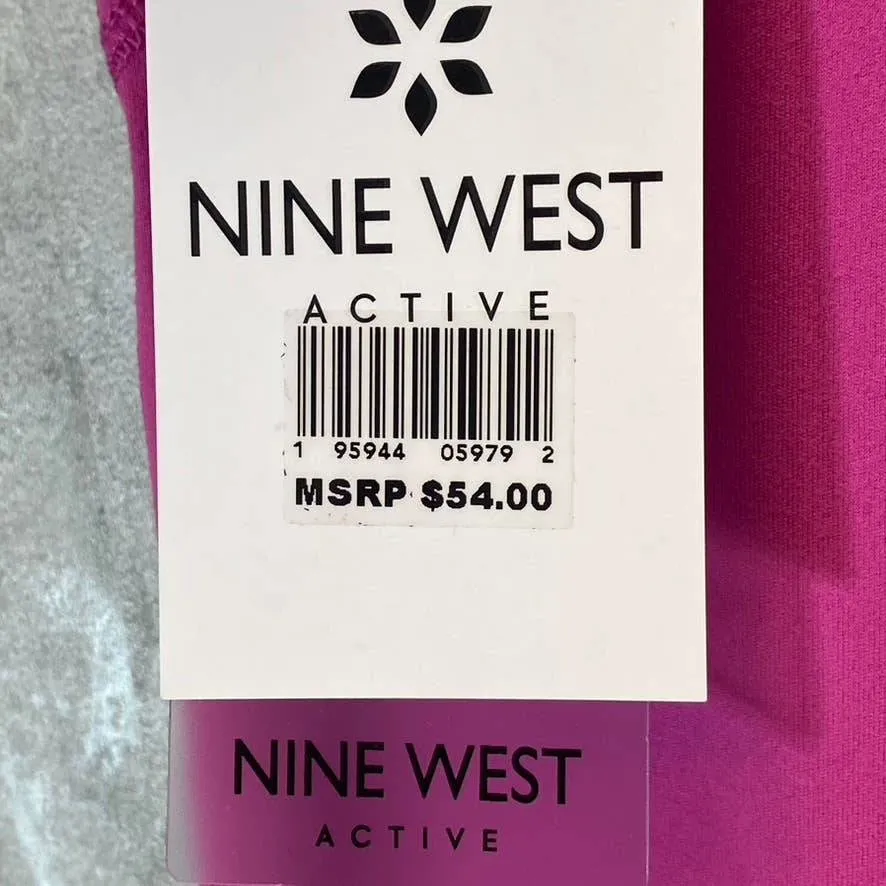 NINE WEST
ACTIVE
1 95944 05979 2
MSRP $54.00
NINE WEST
ACTIVE